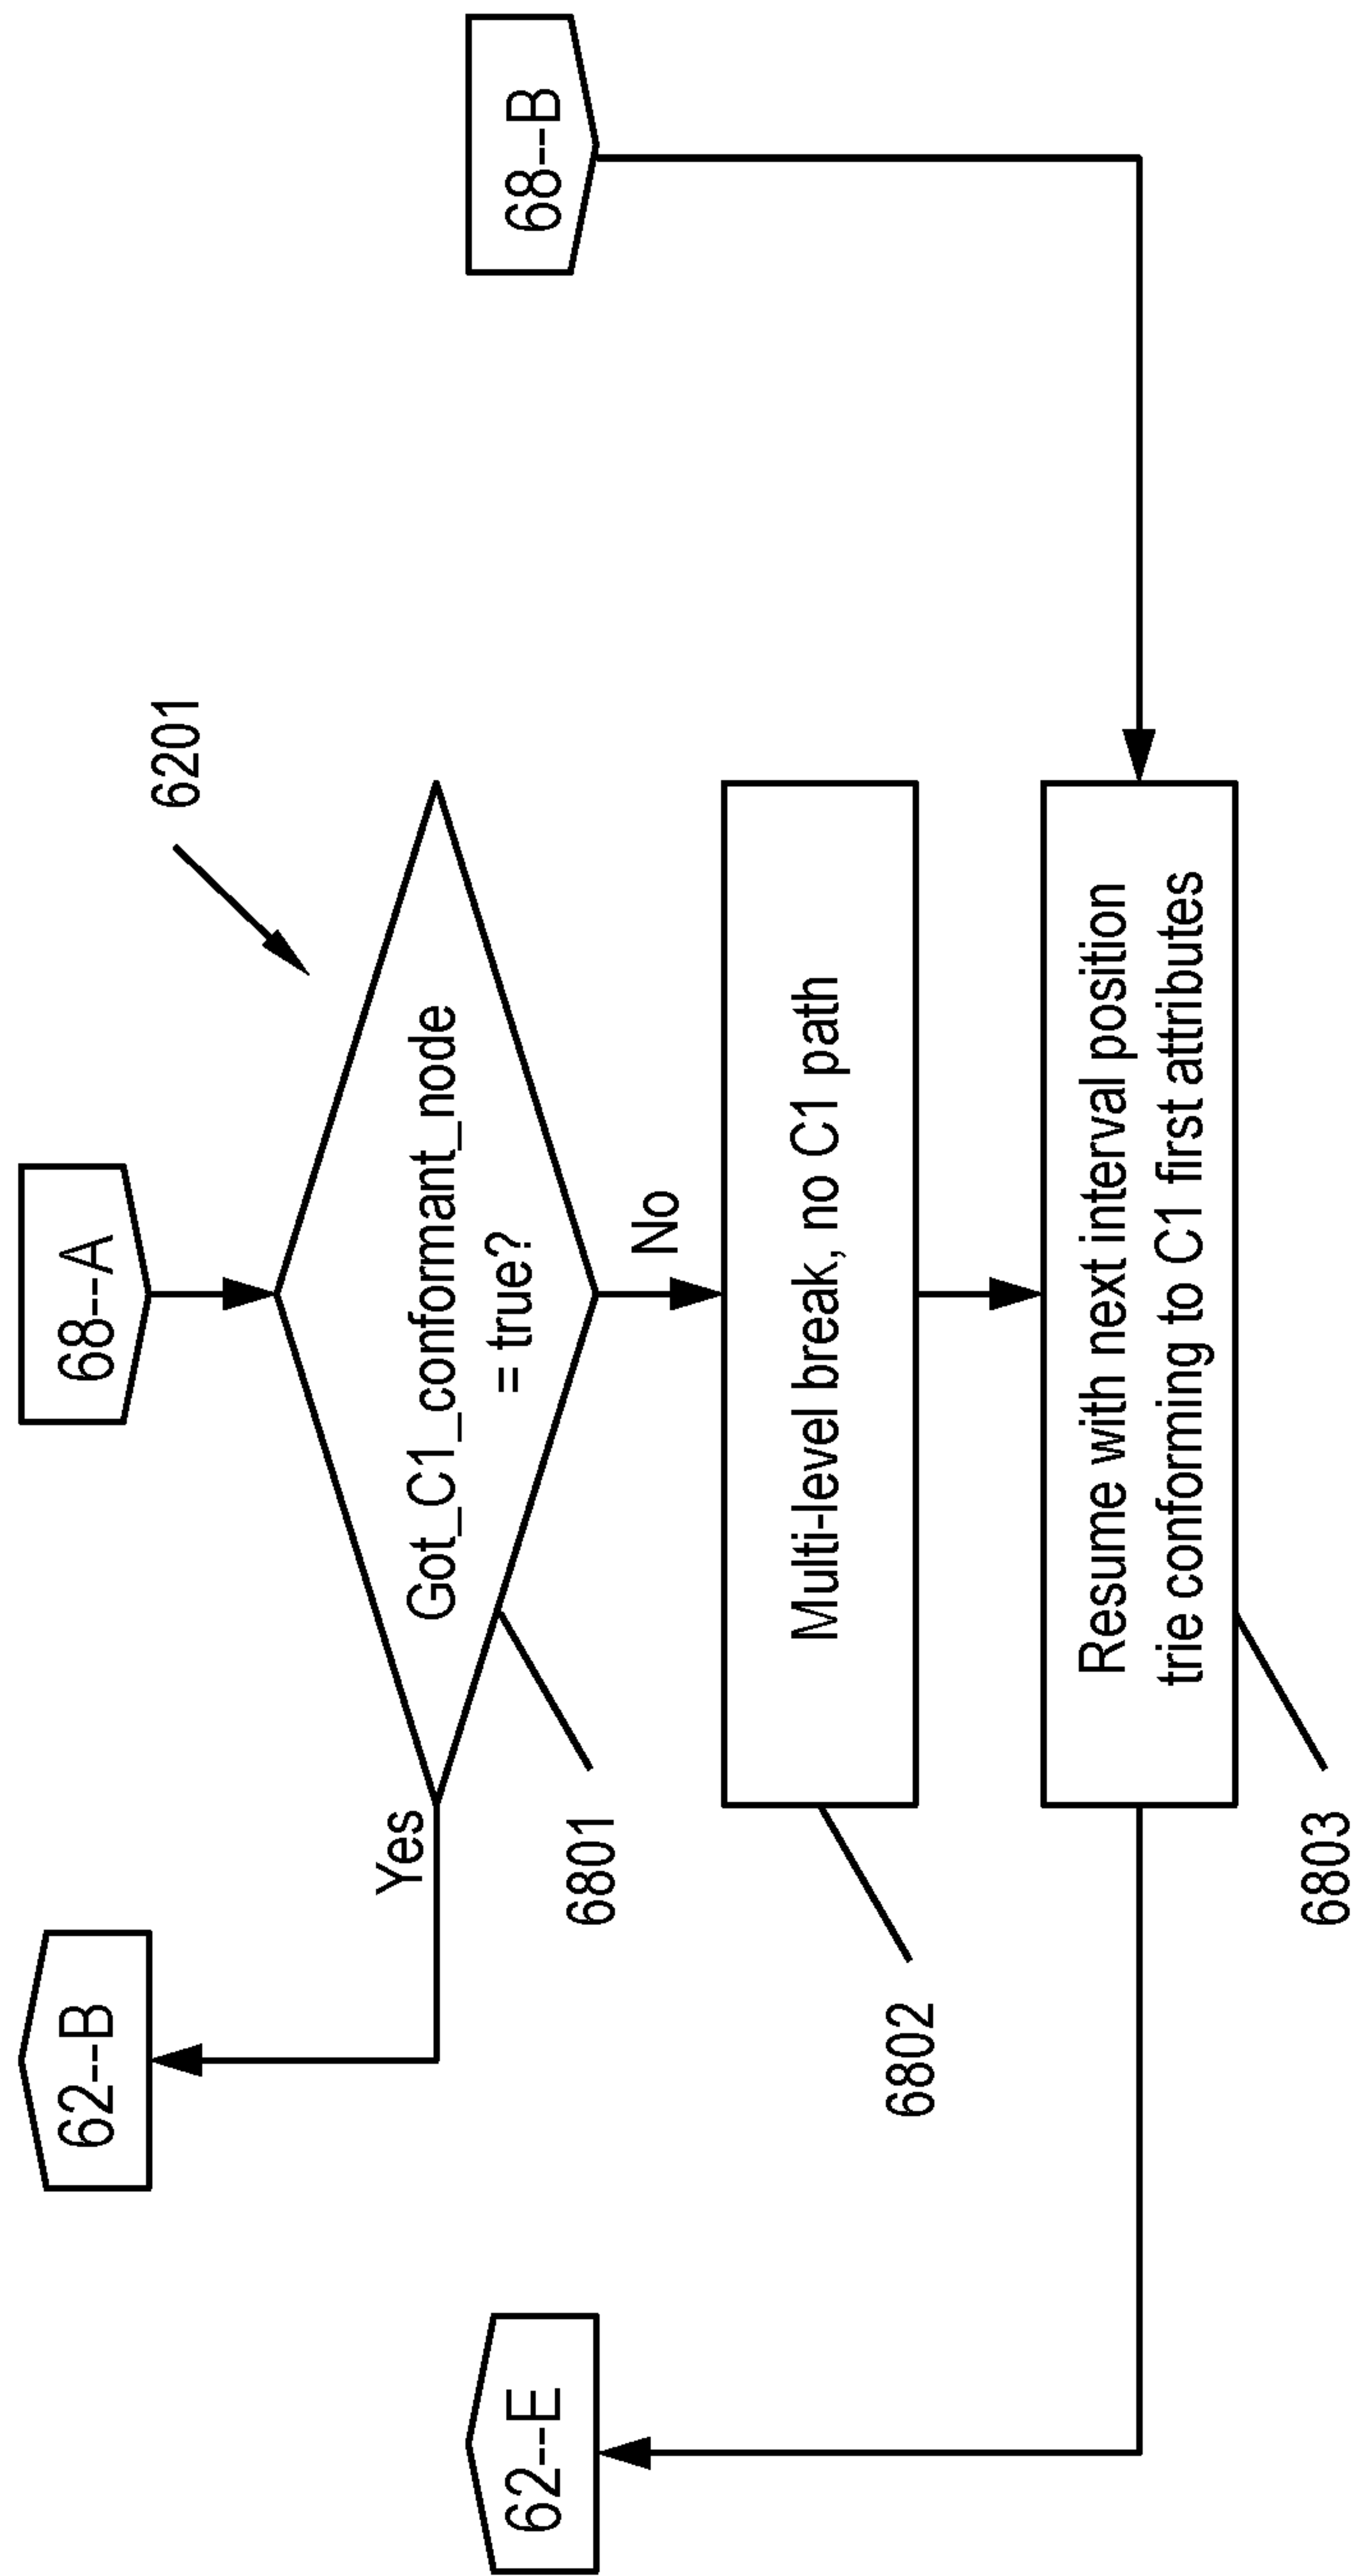 62--B
68--A
62--E
68--B
6201
Yes
Got_C1_conformant_node
= true?
6801
No
Multi-level break, no C1 path
6802
Resume with next interval position
trie conforming to C1 first attributes
6803